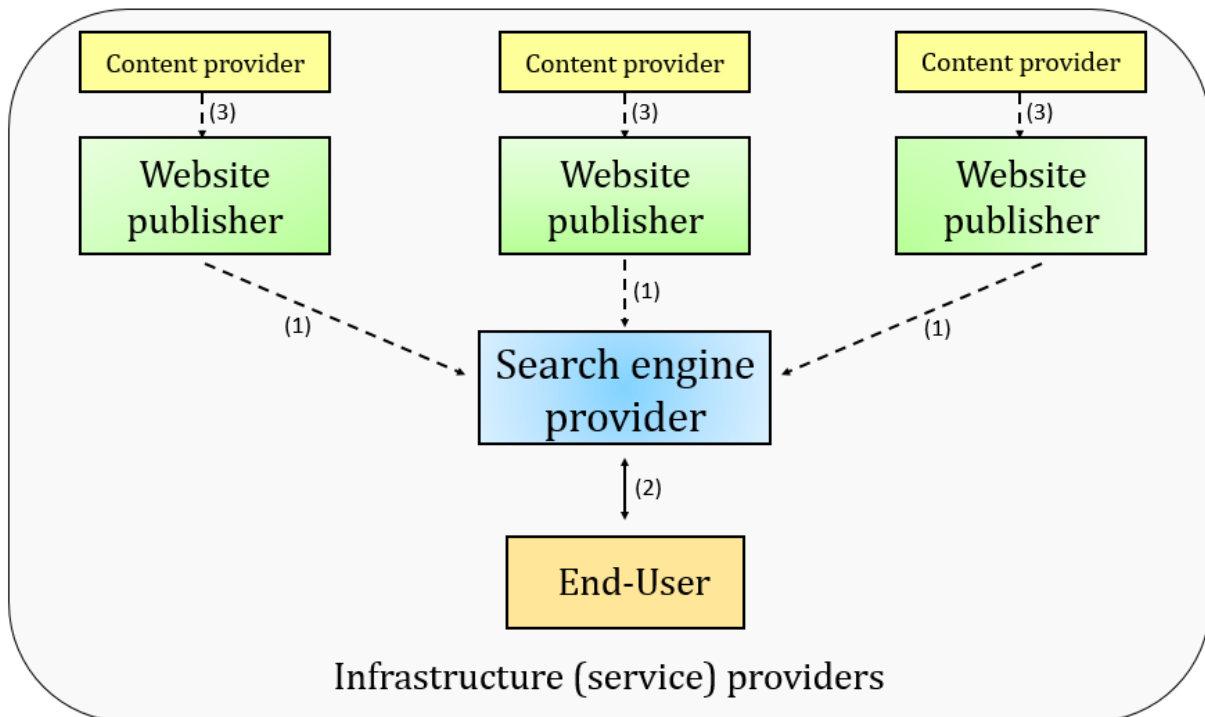 Content provider
Content provider
Content provider
(3)
(3)
(3)
Website
publisher
Website
publisher
Website
publisher
(1)
(1)
(1)
Search engine
provider
(2)
End-User
Infrastructure (service) providers